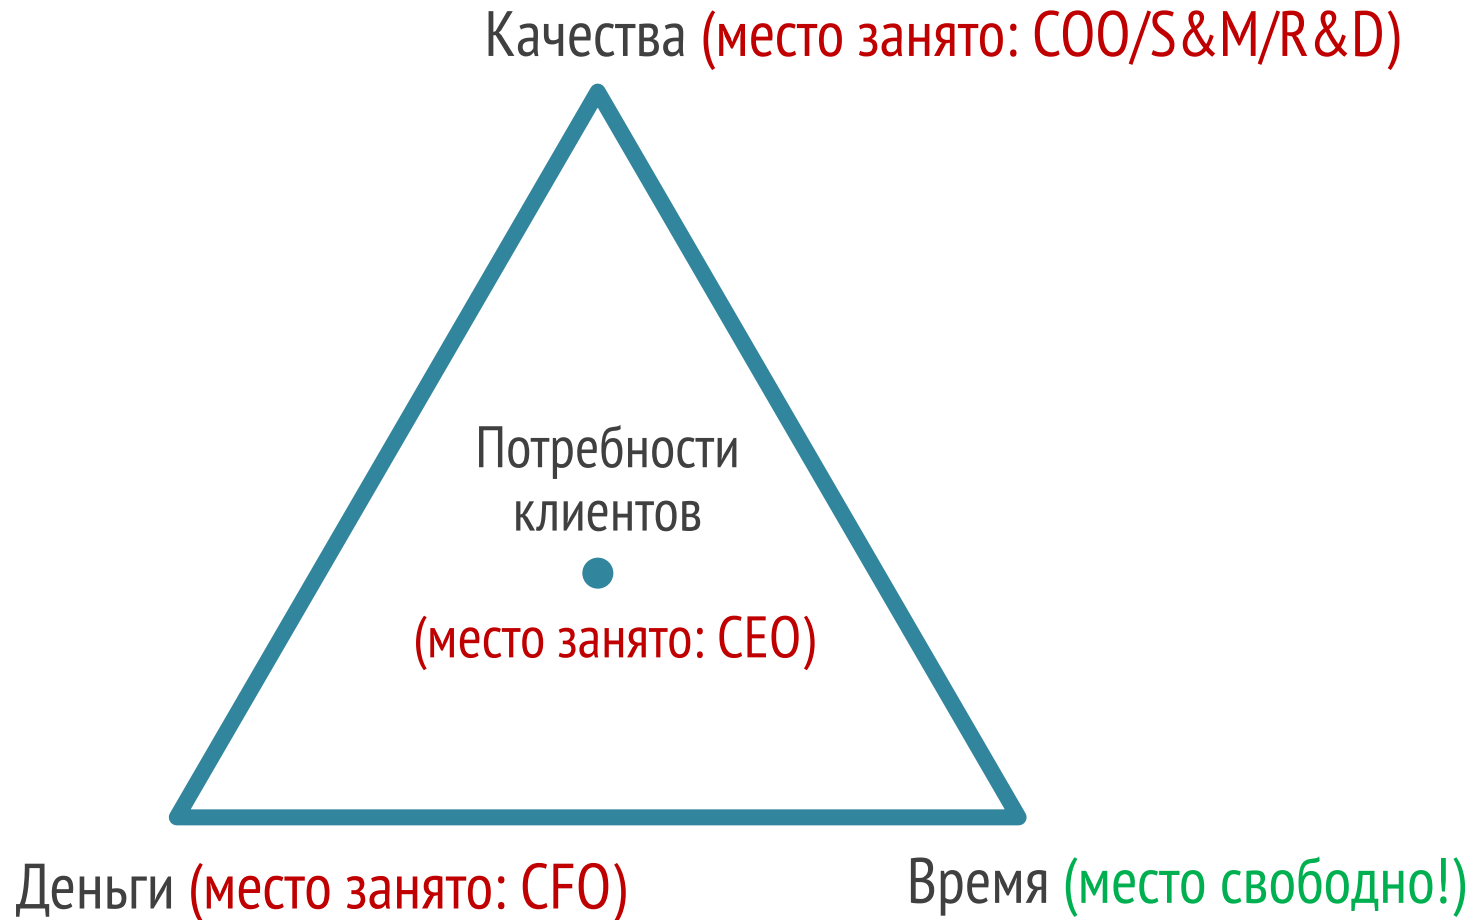 Качества (место занято: COO/S&M/R&D)
Потребности
клиентов
(место занято: CEO)
Деньги (место занято: CFO)
Время (место свободно!)